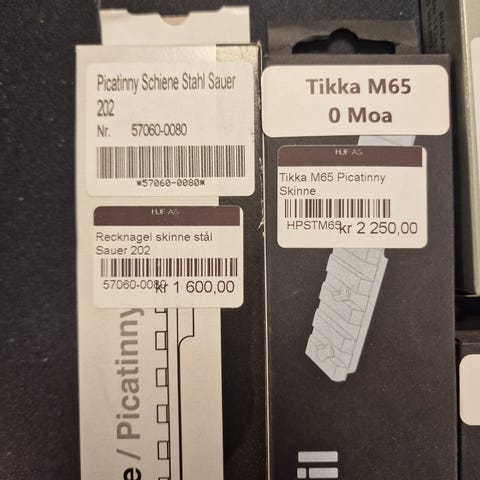 Picatinny Schiene Stahl Sauer
202
Nr. 57060-0080
*57060-0080*
HJF AS
Recknagel skinne stål
Sauer 202
57060-0080 kr 1 600,00
e / Picatinny
Tikka M65
0 Moa
HJF AS
Tikka M65 Picatinny
Skinne
HPSTM65 kr 2 250,00